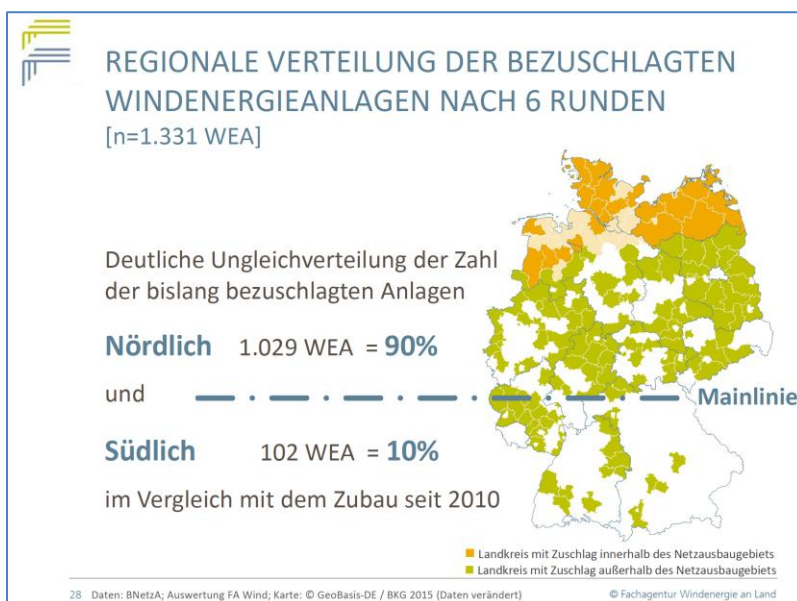 REGIONALE VERTEILUNG DER BEZUSCHLAGTEN
WINDENERGIEANLAGEN NACH 6 RUNDEN
[n=1.331 WEA]
Deutliche Ungleichverteilung der Zahl
der bislang bezuschlagten Anlagen
Nördlich 1.029 WEA = 90%
und
Mainlinie
Südlich 102 WEA = 10%
im Vergleich mit dem Zubau seit 2010
Landkreis mit Zuschlag innerhalb des Netzausbaugebiets
Landkreis mit Zuschlag außerhalb des Netzausbaugebiets
28 Daten: BNetzA; Auswertung FA Wind; Karte: © GeoBasis-DE / BKG 2015 (Daten verändert)
© Fachagentur Windenergie an Land